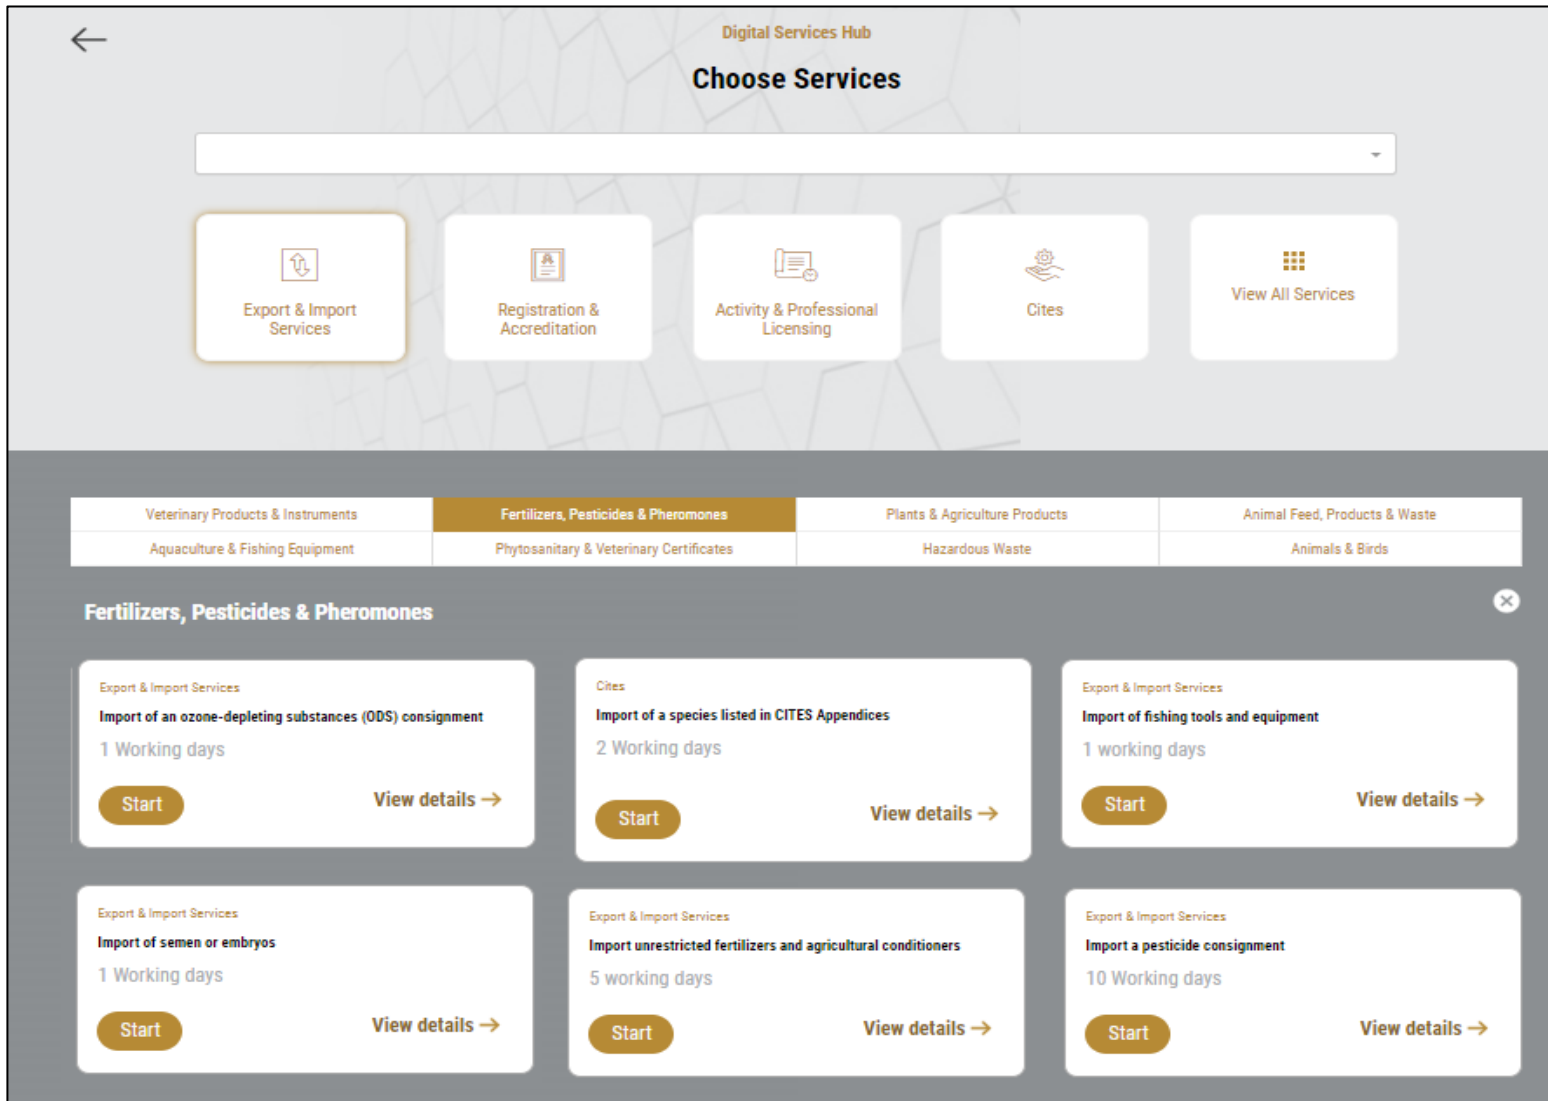 Digital Services Hub
Choose Services
Export & Import
Services
Registration &
Accreditation
Activity & Professional
Licensing
Cites
View All Services
Veterinary Products & Instruments
Fertilizers, Pesticides & Pheromones
Plants & Agriculture Products
Animal Feed, Products & Waste
Aquaculture & Fishing Equipment
Phytosanitary & Veterinary Certificates
Hazardous Waste
Animals & Birds
Fertilizers, Pesticides & Pheromones
Export & Import Services
Import of an ozone-depleting substances (ODS) consignment
1 Working days
Start
View details
Cites
Import of a species listed in CITES Appendices
2 Working days
Start
View details
Export & Import Services
Import of fishing tools and equipment
1 working days
Start
View details
Export & Import Services
Import of semen or embryos
1 Working days
Start
View details
Export & Import Services
Import unrestricted fertilizers and agricultural conditioners
5 working days
Start
View details
Export & Import Services
Import a pesticide consignment
10 Working days
Start
View details